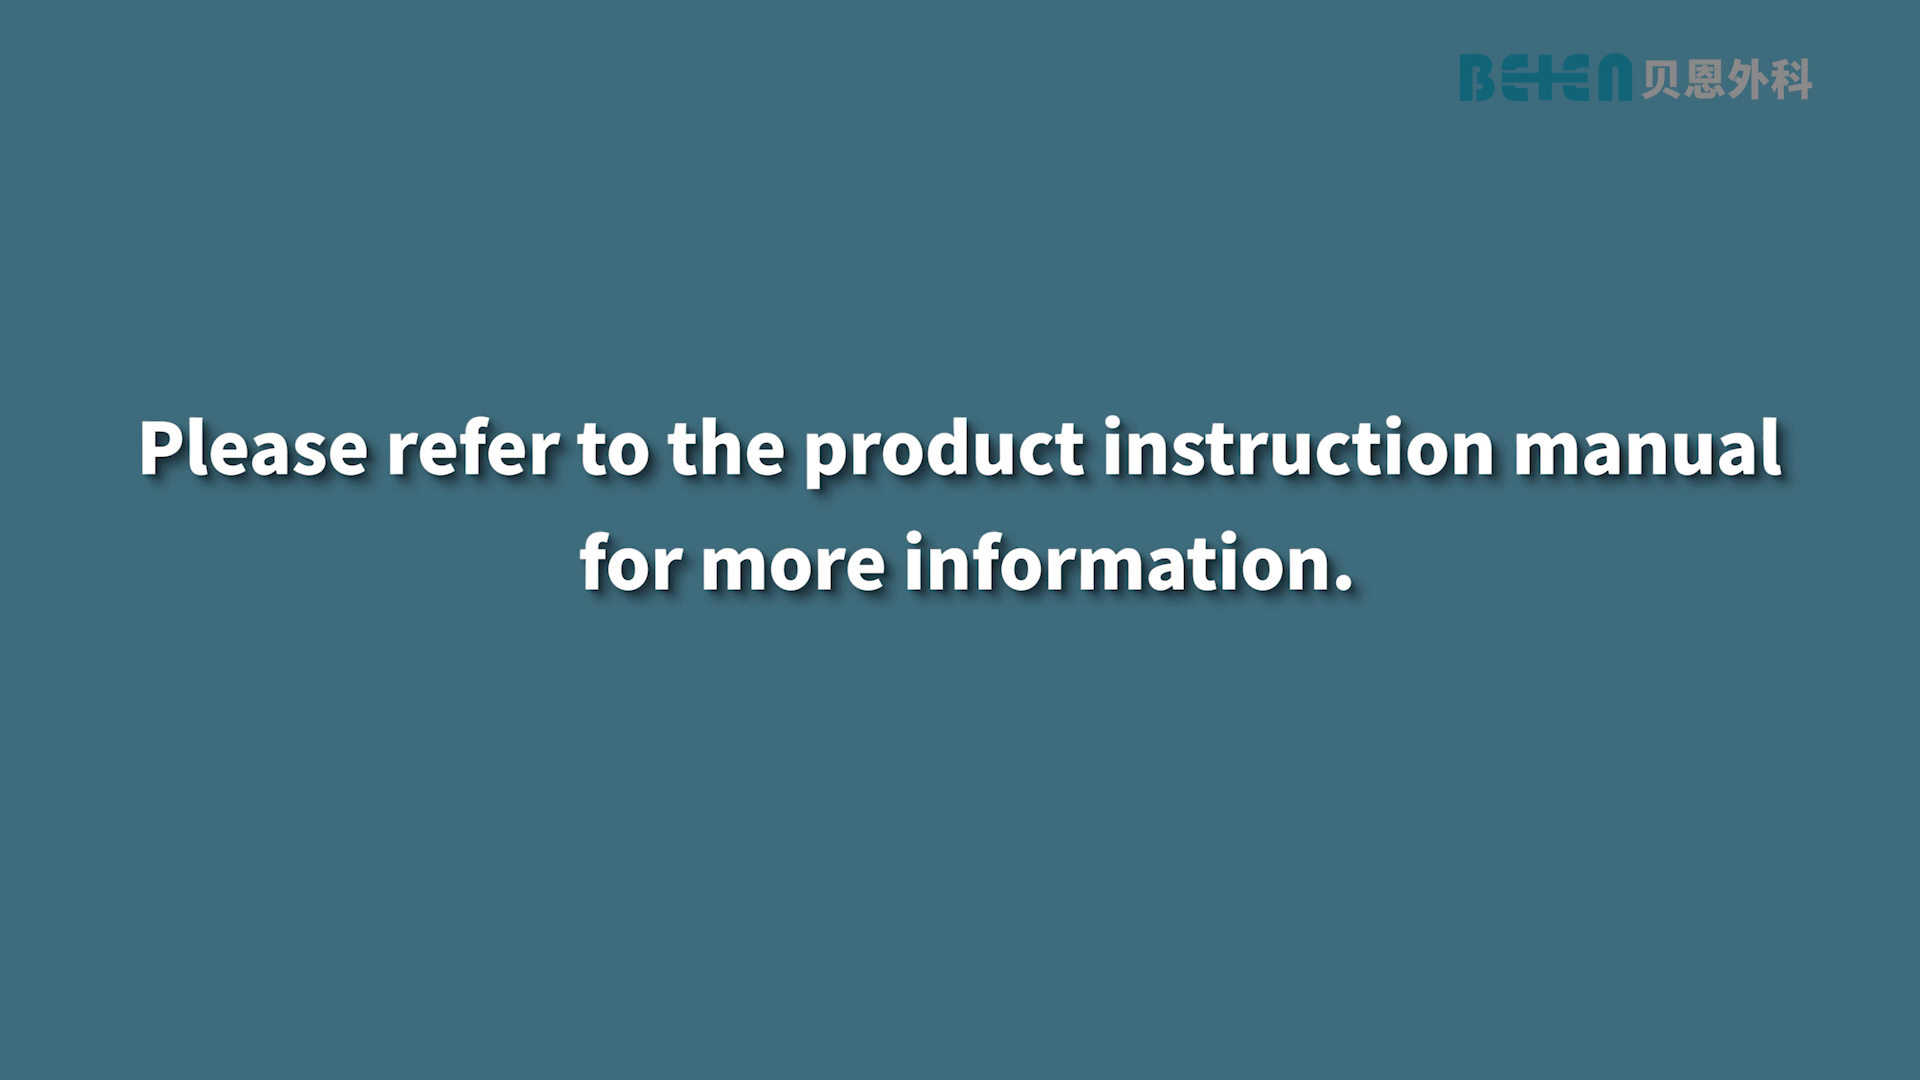 BEIEN 贝恩外科
Please refer to the product instruction manual
for more information.